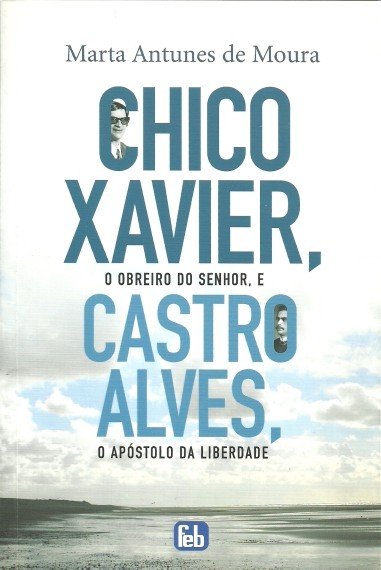 Marta Antunes de Moura
CHICO
XAVIER,
O OBREIRO DO SENHOR, E
CASTRO
ALVES,
O APÓSTOLO DA LIBERDADE
feb